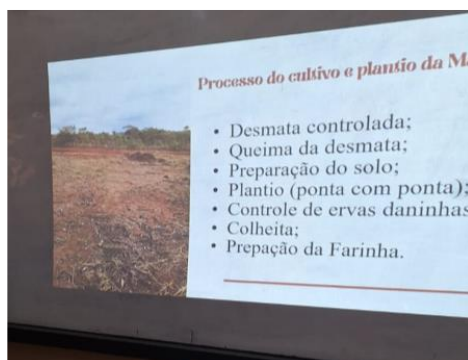 Processo do cultivo e plantio da Ma
• Desmata controlada;
• Queima da desmata;
• Preparação do solo;
• Plantio (ponta com ponta);
• Controle de ervas daninhas
• Colheita;
• Prepação da Farinha.